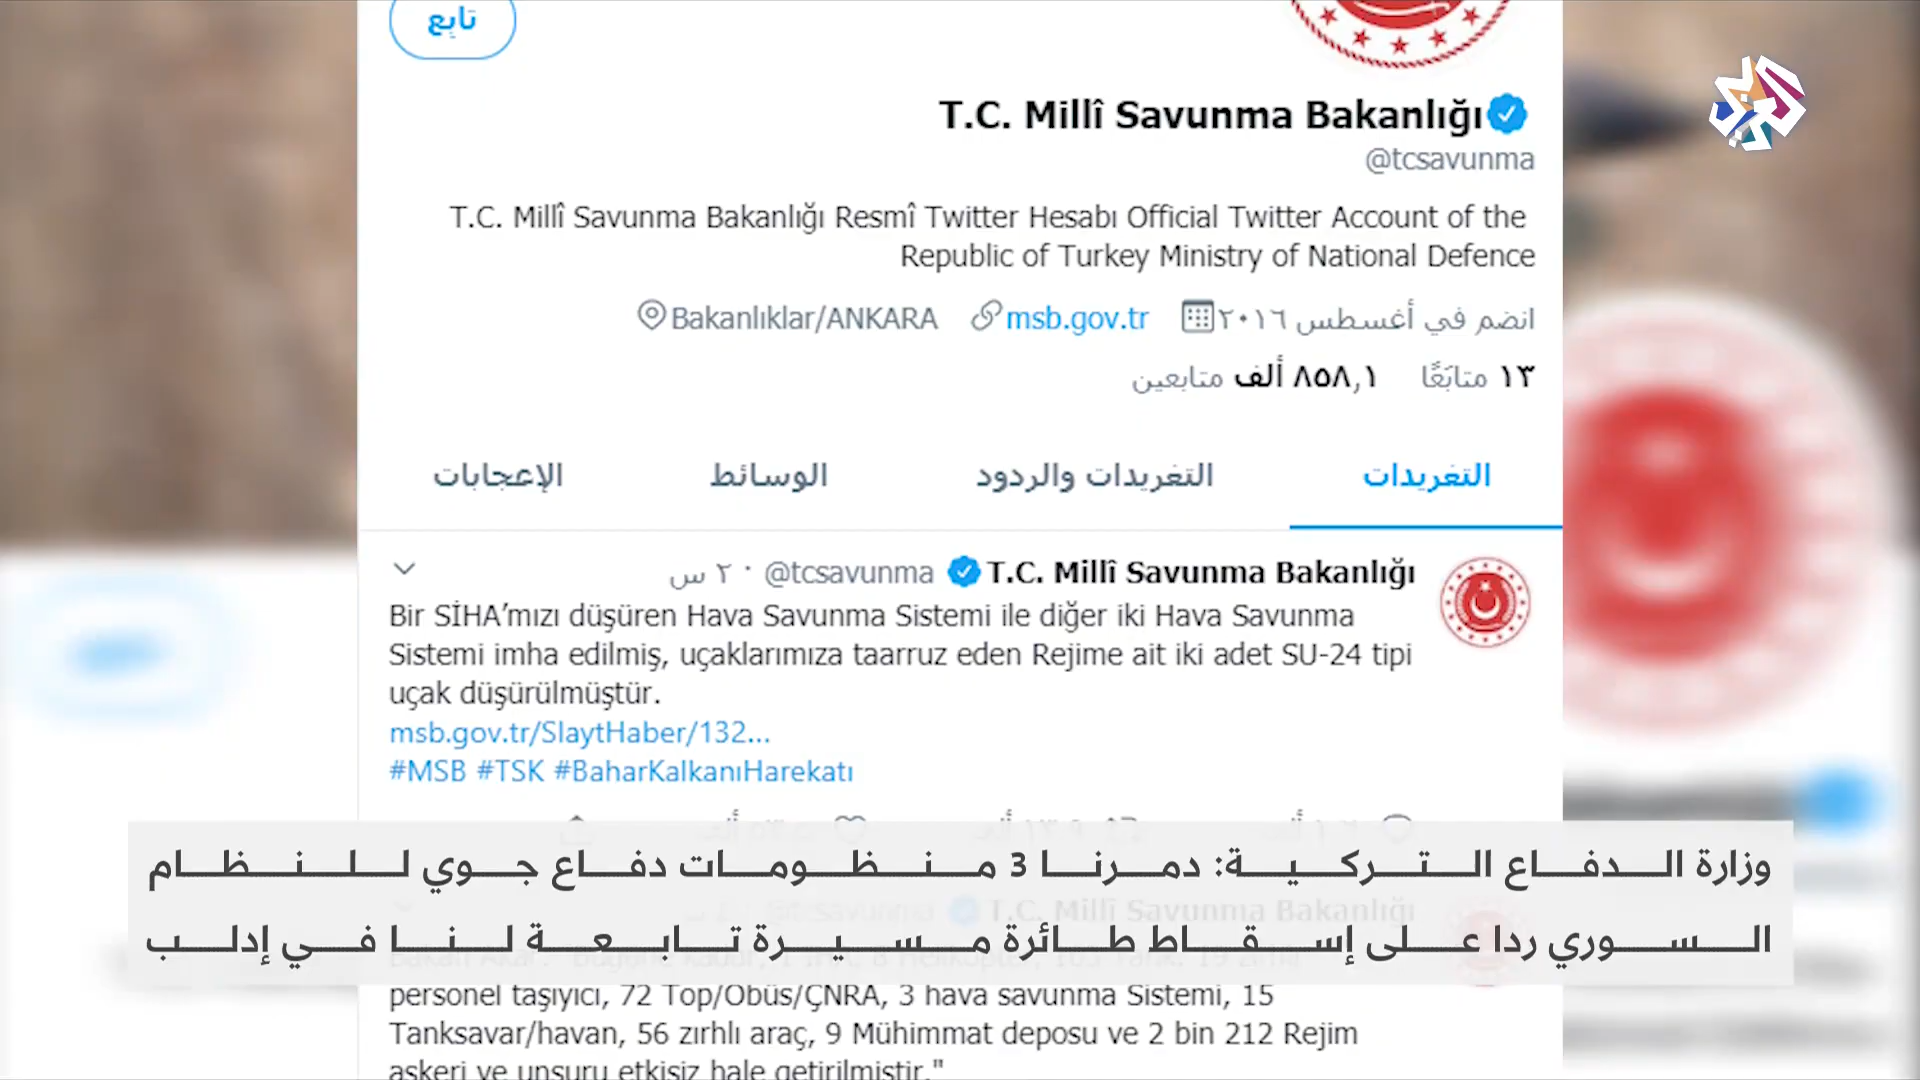 تابِع
T.C. Millî Savunma Bakanlığı
@tcsavunma
T.C. Millî Savunma Bakanlığı Resmî Twitter Hesabı Official Twitter Account of the
Republic of Turkey Ministry of National Defence
انضم في أغسطس ٢٠١٦ msb.gov.tr Bakanlıklar/ANKARA
١٣ متابَعًا ٨٥٨,١ ألف متابعين
التغريدات التغريدات والردود الوسائط الإعجابات
T.C. Millî Savunma Bakanlığı @tcsavunma · ٢ س
Bir SİHA’mızı düşüren Hava Savunma Sistemi ile diğer iki Hava Savunma
Sistemi imha edilmiş, uçaklarımıza taarruz eden Rejime ait iki adet SU-24 tipi
uçak düşürülmüştür.
msb.gov.tr/SlaytHaber/132...
#MSB #TSK #BaharKalkanıHarekatı
وزارة الدفاع التركية: دمرنا 3 منظومات دفاع جوي للنظام
السوري ردا على إسقاط طائرة مسيرة تابعة لنا في إدلب
T.C. Millî Savunma Bakanlığı @tcsavunma
personel taşıyıcı, 72 Top/Obüs/ÇNRA, 3 hava savunma Sistemi, 15
Tanksavar/havan, 56 zırhlı araç, 9 Mühimmat deposu ve 2 bin 212 Rejim
askeri ve unsuru etkisiz hale getirilmiştir."